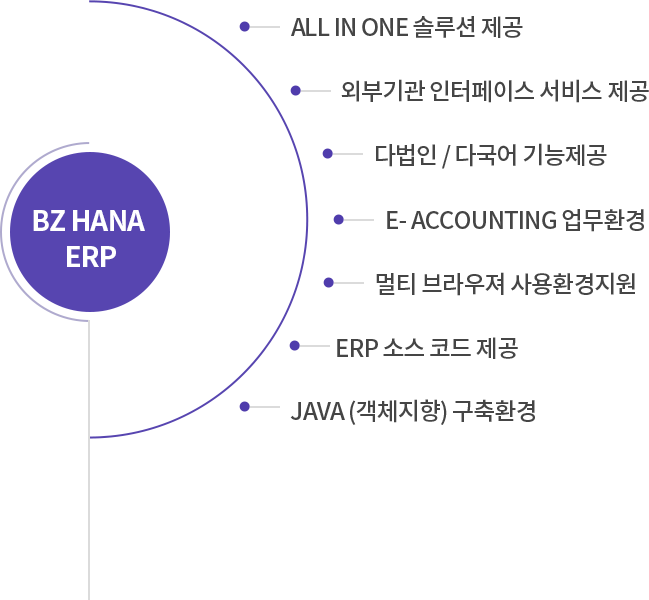 ALL IN ONE 솔루션 제공
외부기관 인터페이스 서비스 제공
다법인 / 다국어 기능제공
BZ HANA
ERP
E- ACCOUNTING 업무환경
멀티 브라우져 사용환경지원
ERP 소스 코드 제공
JAVA (객체지향) 구축환경